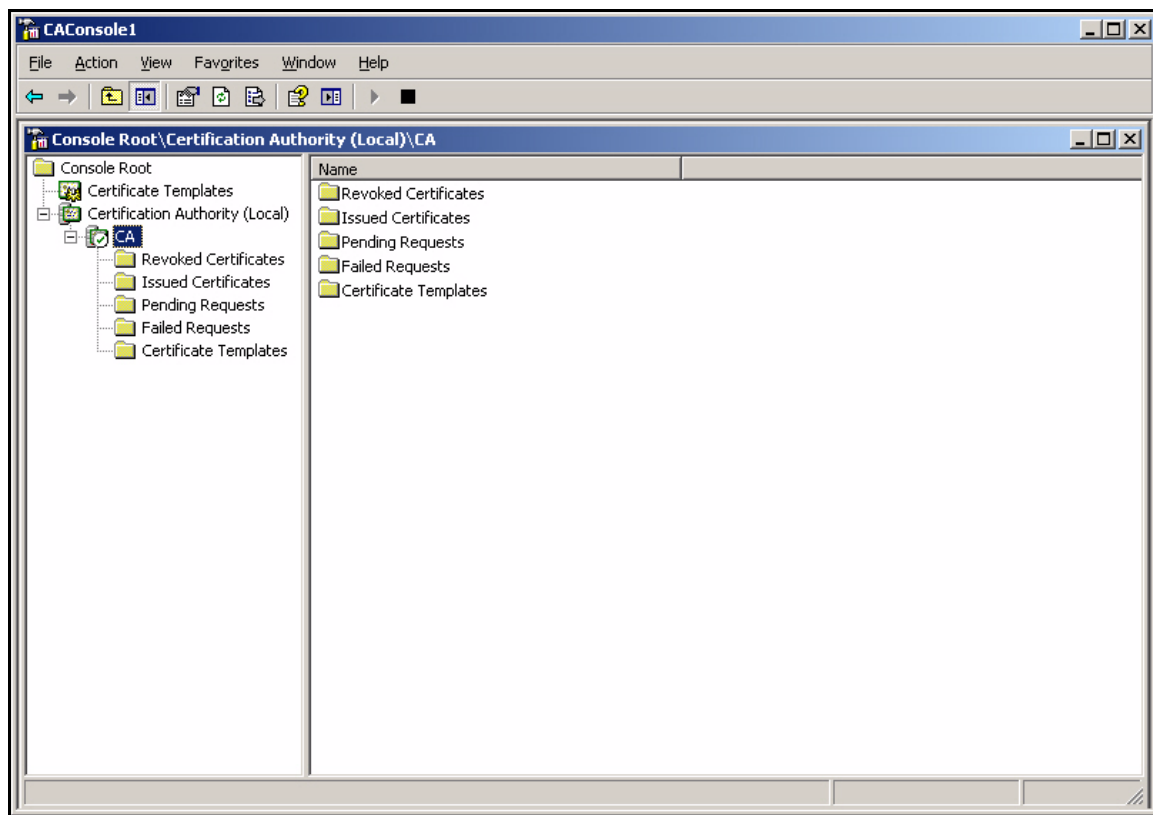 CAConsole1
File Action View Favorites Window Help
Console Root\Certification Authority (Local)\CA
Console Root
Certificate Templates
Certification Authority (Local)
CA
Revoked Certificates
Issued Certificates
Pending Requests
Failed Requests
Certificate Templates
Name
Revoked Certificates
Issued Certificates
Pending Requests
Failed Requests
Certificate Templates